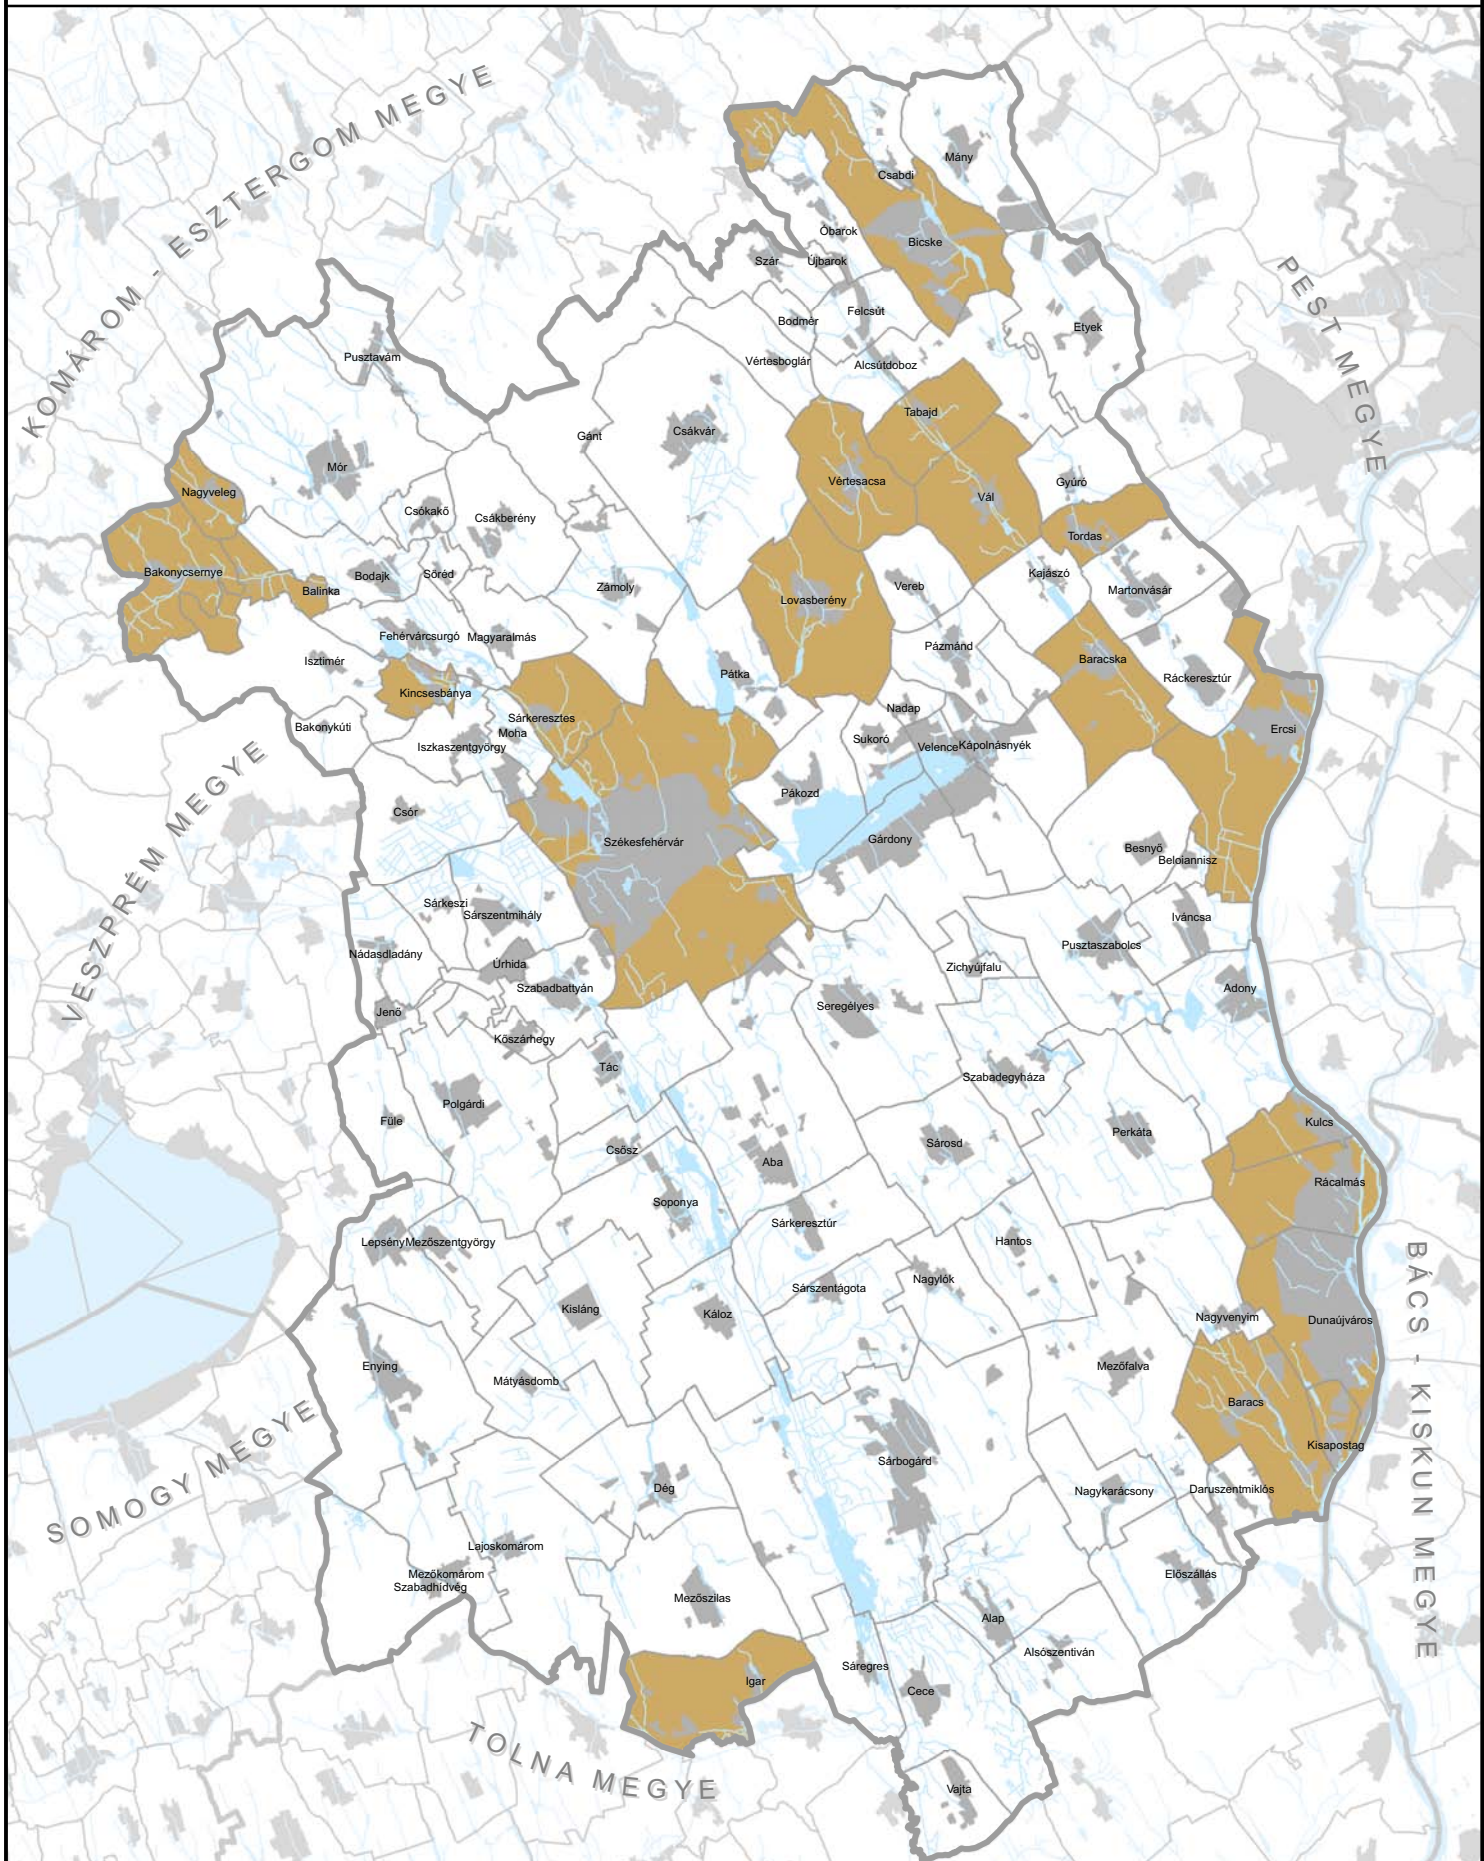 KOMÁROM - ESZTERGOM MEGYE
PEST MEGYE
VESZPRÉM MEGYE
SOMOGY MEGYE
TOLNA MEGYE
BÁCS - KISKUN MEGYE
Mány
Csabdi
Óbarok
Bicske
Szár
Újbarok
Bodmér
Felcsút
Etyek
Pusztavám
Vértesboglár
Alcsútdoboz
Tabajd
Gánt
Csákvár
Mór
Vértesacsa
Gyúró
Nagyveleg
Vál
Csókakő
Csákberény
Tordas
Bakonycsernye
Bodajk
Söréd
Kajászó
Balinka
Zámoly
Vereb
Martonvásár
Lovasberény
Fehérvárcsurgó
Magyaralmás
Pázmánd
Isztimér
Baracska
Pátka
Ráckeresztúr
Kincsesbánya
Nadap
Sárkeresztes
Bakonykúti
Moha
Ercsi
Iszkaszentgyörgy
Sukoró
Velence
Kápolnásnyék
Pákozd
Csór
Székesfehérvár
Gárdony
Besnyő
Beloiannisz
Sárkeszi
Sárszentmihály
Iváncsa
Nádasdladány
Pusztaszabolcs
Úrhida
Zichyújfalu
Szabadbattyán
Adony
Jenő
Seregélyes
Kőszárhegy
Tác
Szabadegyháza
Polgárdi
Füle
Kulcs
Perkáta
Csősz
Sárosd
Aba
Rácalmás
Soponya
Sárkeresztúr
Lepsény
Mezőszentgyörgy
Hantos
Nagylók
Sárszentágota
Kisláng
Káloz
Nagyvenyim
Dunaújváros
Enying
Mezőfalva
Mátyásdomb
Baracs
Kisapostag
Sárbogárd
Dég
Nagykarácsony
Daruszentmiklós
Lajoskomárom
Mezőkomárom
Szabadhídvég
Előszállás
Mezőszilas
Alap
Alsószentiván
Sáregres
Igar
Cece
Vajta